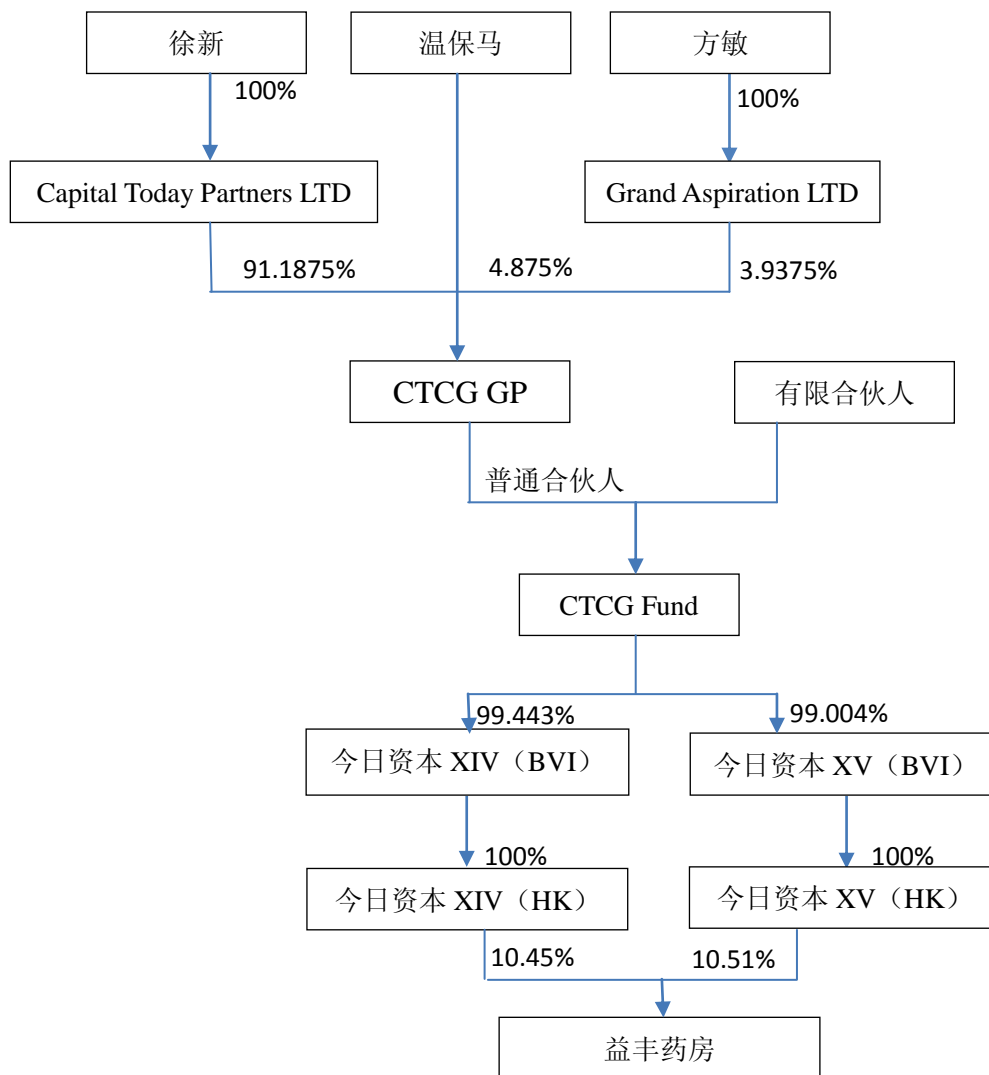 徐新
温保马
方敏
100%
100%
Capital Today Partners LTD
Grand Aspiration LTD
91.1875%
4.875%
3.9375%
CTCG GP
有限合伙人
普通合伙人
CTCG Fund
99.443%
99.004%
今日资本 XIV（BVI）
今日资本 XV（BVI）
100%
100%
今日资本 XIV（HK）
今日资本 XV（HK）
10.45%
10.51%
益丰药房